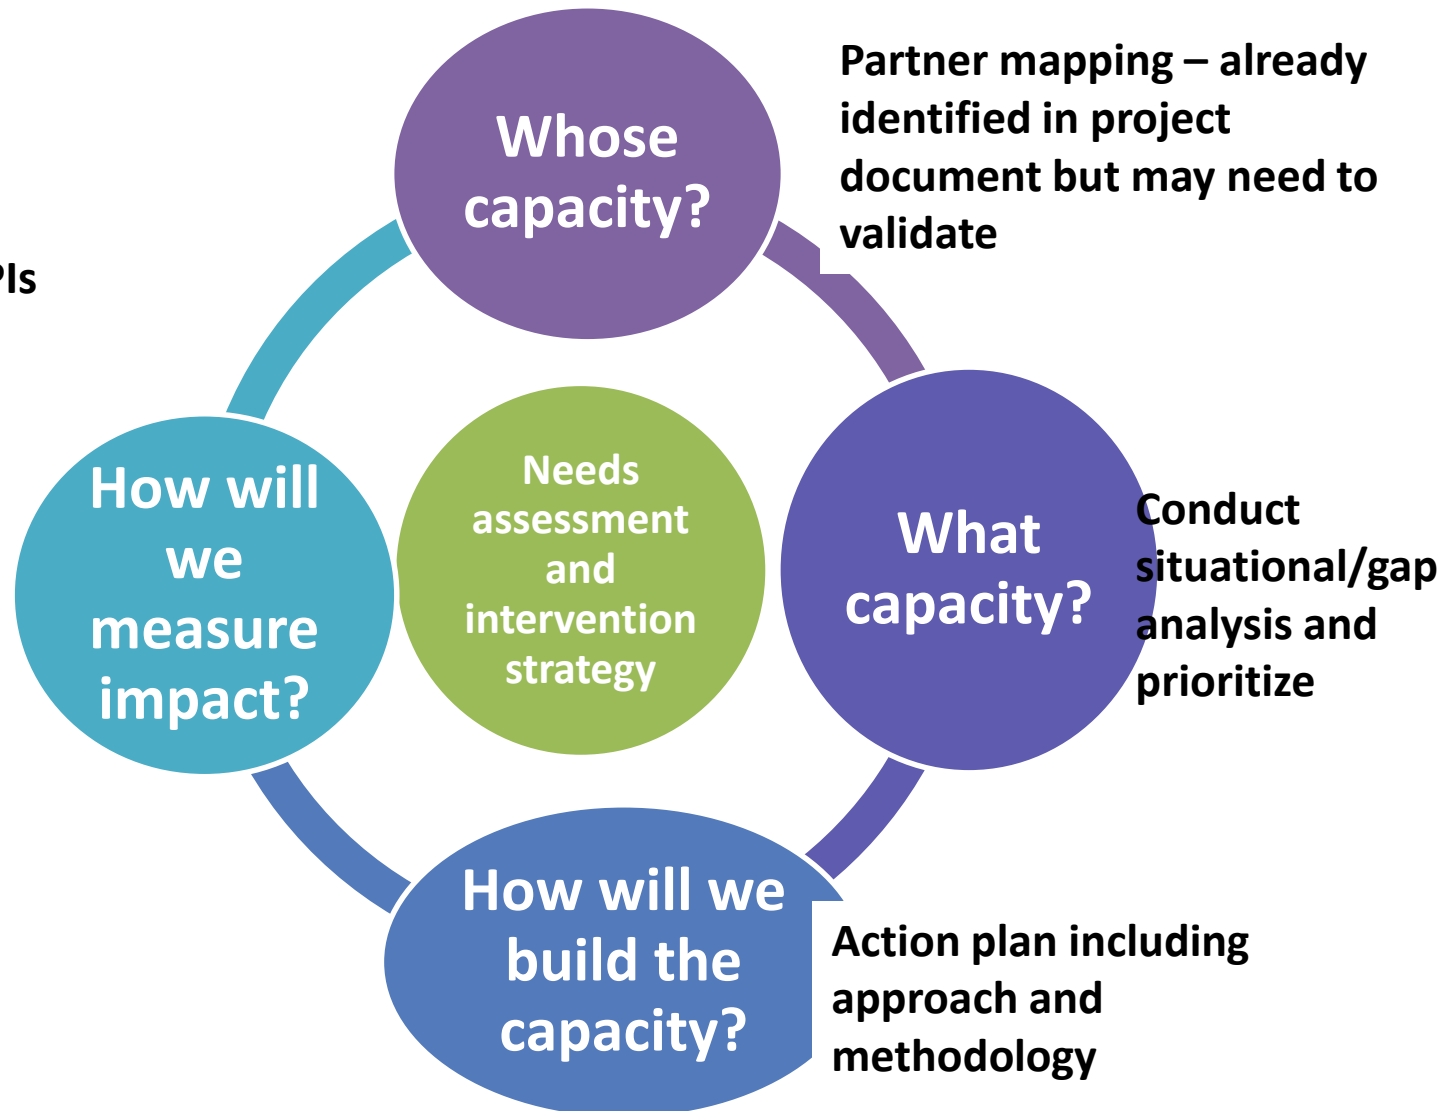 Whose
capacity?
Partner mapping – already
identified in project
document but may need to
validate
What
capacity?
Conduct
situational/gap
analysis and
prioritize
How will we
build the
capacity?
Action plan including
approach and
methodology
How will
we
measure
impact?
Needs
assessment
and
intervention
strategy